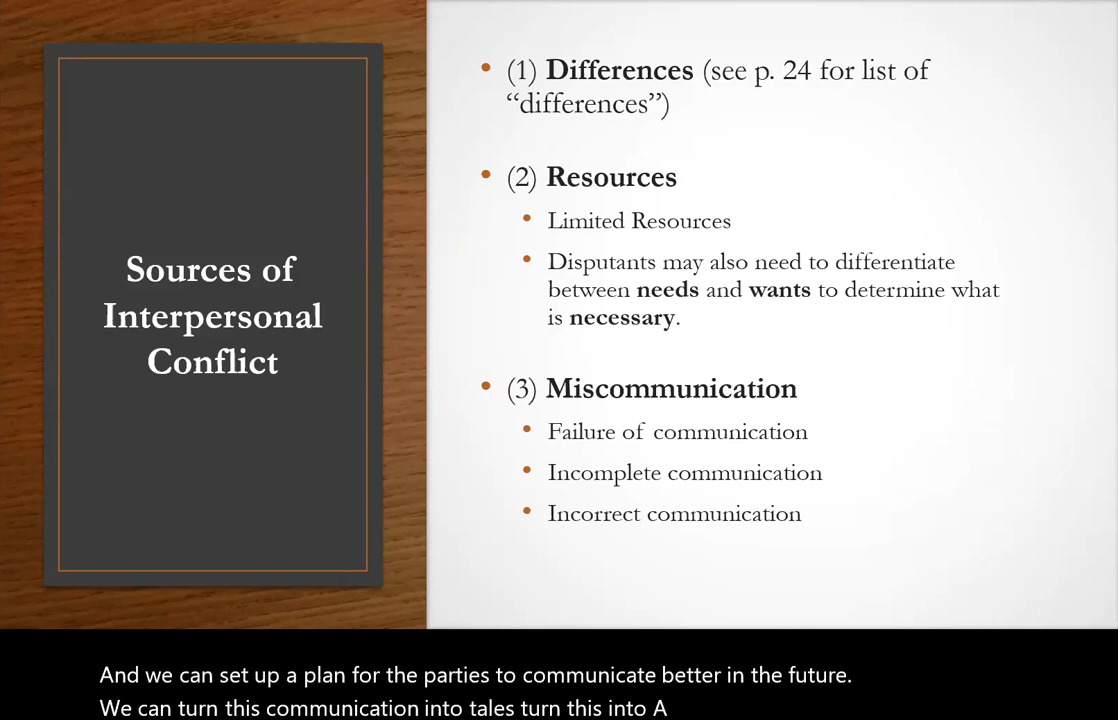 Sources of
Interpersonal
Conflict
• (1) Differences (see p. 24 for list of
“differences”)
• (2) Resources
• Limited Resources
• Disputants may also need to differentiate
between needs and wants to determine what
is necessary.
• (3) Miscommunication
• Failure of communication
• Incomplete communication
• Incorrect communication
And we can set up a plan for the parties to communicate better in the future.
We can turn this communication into tales turn this into A